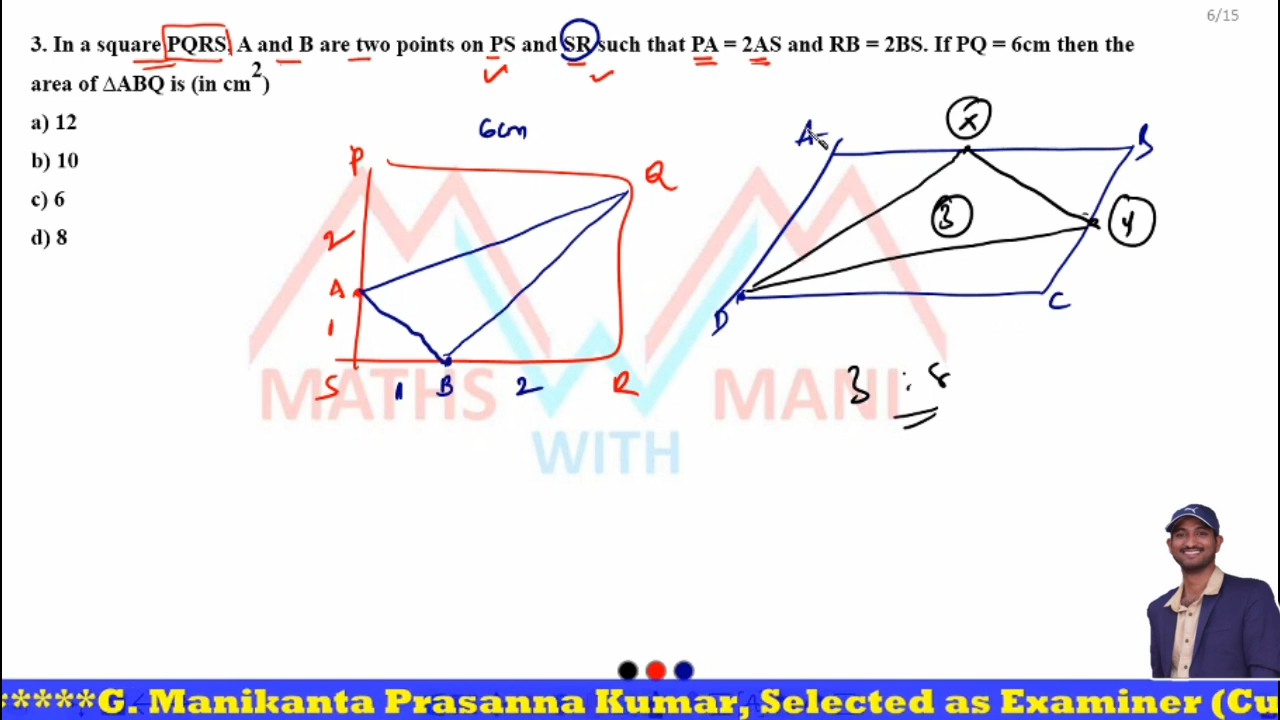 6/15
3. In a square PQRS, A and B are two points on PS and SR such that PA = 2AS and RB = 2BS. If PQ = 6cm then the
area of ∆ABQ is (in cm²)
a) 12
b) 10
c) 6
d) 8
6cm
P
Q
2
A
1
S
1
B
2
R
A
X
B
3
Y
D
C
3 : 8
MATHS
WITH
MANI
*****G. Manikanta Prasanna Kumar, Selected as Examiner (Cu